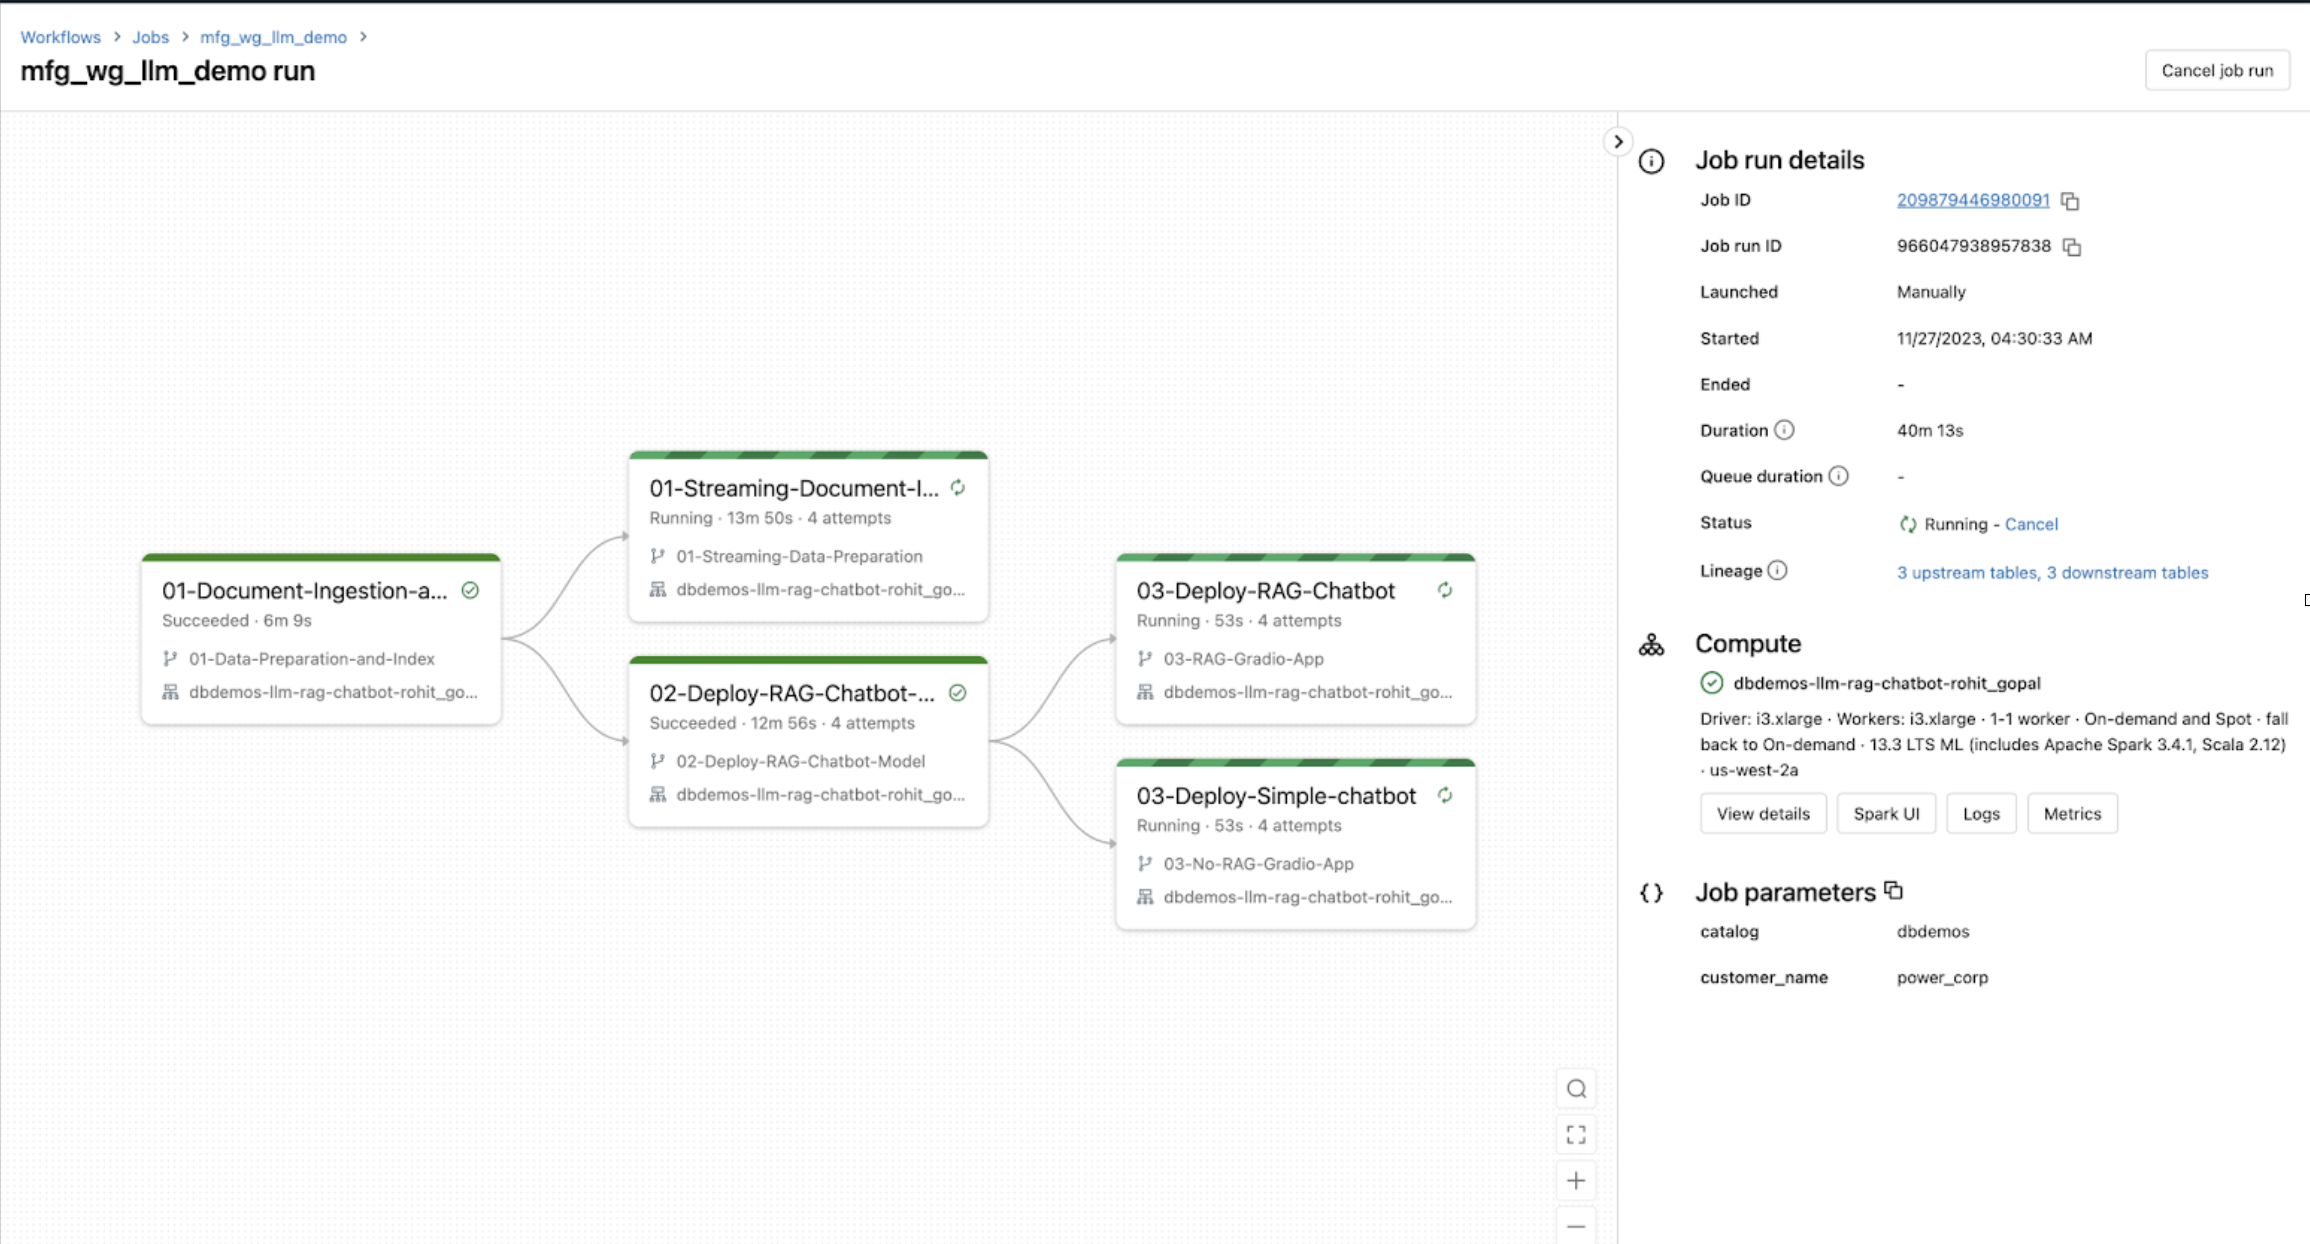 Workflows > Jobs > mfg_wg_llm_demo >
mfg_wg_llm_demo run
Cancel job run
01-Document-Ingestion-a...
Succeeded · 6m 9s
01-Data-Preparation-and-Index
dbdemos-llm-rag-chatbot-rohit_go...
01-Streaming-Document-I...
Running · 13m 50s · 4 attempts
01-Streaming-Data-Preparation
dbdemos-llm-rag-chatbot-rohit_go...
02-Deploy-RAG-Chatbot-...
Succeeded · 12m 56s · 4 attempts
02-Deploy-RAG-Chatbot-Model
dbdemos-llm-rag-chatbot-rohit_go...
03-Deploy-RAG-Chatbot
Running · 53s · 4 attempts
03-RAG-Gradio-App
dbdemos-llm-rag-chatbot-rohit_go...
03-Deploy-Simple-chatbot
Running · 53s · 4 attempts
03-No-RAG-Gradio-App
dbdemos-llm-rag-chatbot-rohit_go...
Job run details
Job ID 209879446980091
Job run ID 966047938957838
Launched Manually
Started 11/27/2023, 04:30:33 AM
Ended -
Duration 40m 13s
Queue duration -
Status Running - Cancel
Lineage 3 upstream tables, 3 downstream tables
Compute
dbdemos-llm-rag-chatbot-rohit_gopal
Driver: i3.xlarge · Workers: i3.xlarge · 1-1 worker · On-demand and Spot · fall
back to On-demand · 13.3 LTS ML (includes Apache Spark 3.4.1, Scala 2.12)
· us-west-2a
View details Spark UI Logs Metrics
Job parameters
catalog dbdemos
customer_name power_corp